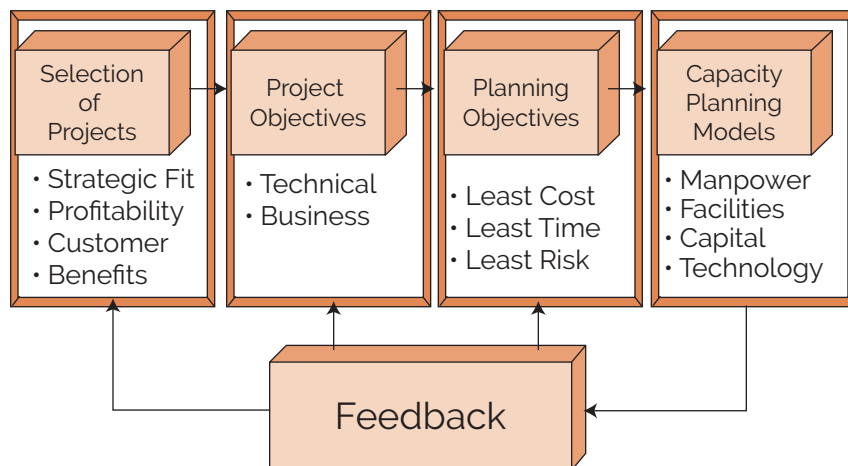 Selection
of
Projects
• Strategic Fit
• Profitability
• Customer
• Benefits
Project
Objectives
• Technical
• Business
Planning
Objectives
• Least Cost
• Least Time
• Least Risk
Capacity
Planning
Models
• Manpower
• Facilities
• Capital
• Technology
Feedback